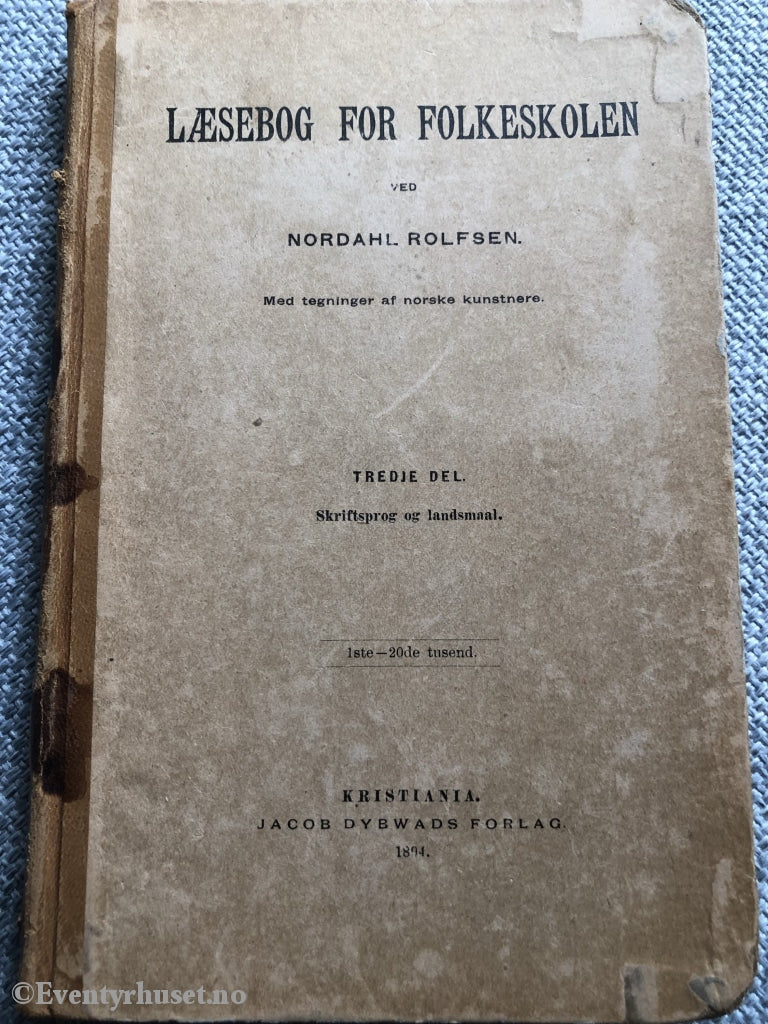 LÆSEBOG FOR FOLKESKOLEN
VED
NORDAHL ROLFSEN.
Med tegninger af norske kunstnere.
TREDJE DEL.
Skriftsprog og landsmaal.
1ste—20de tusend.
KRISTIANIA.
JACOB DYBWADS FORLAG.
1894.
©Eventyrhuset.no